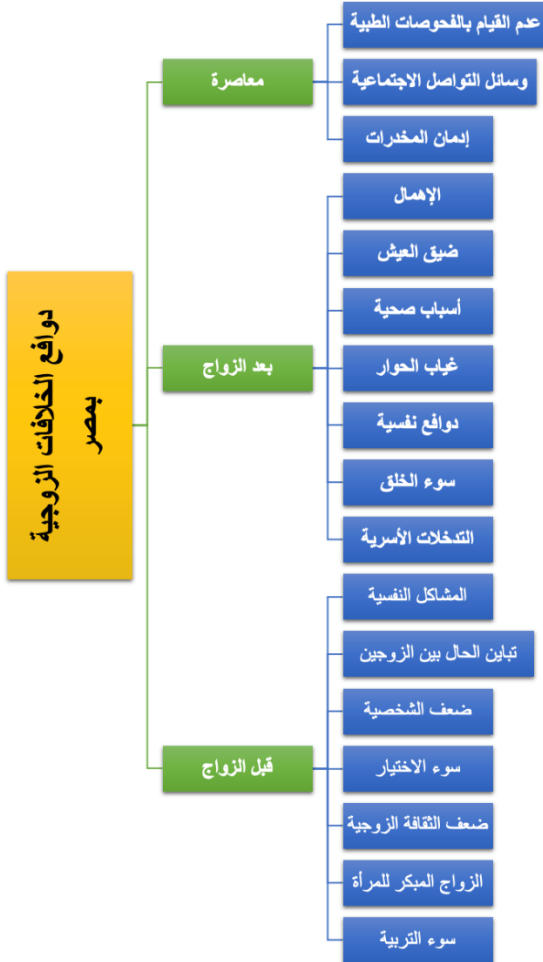 دوافع الخلافات الزوجية
بمصر
معاصرة
عدم القيام بالفحوصات الطبية
وسائل التواصل الاجتماعية
إدمان المخدرات
بعد الزواج
الإهمال
ضيق العيش
أسباب صحية
غياب الحوار
دوافع نفسية
سوء الخلق
التدخلات الأسرية
قبل الزواج
المشاكل النفسية
تباين الحال بين الزوجين
ضعف الشخصية
سوء الاختيار
ضعف الثقافة الزوجية
الزواج المبكر للمرأة
سوء التربية